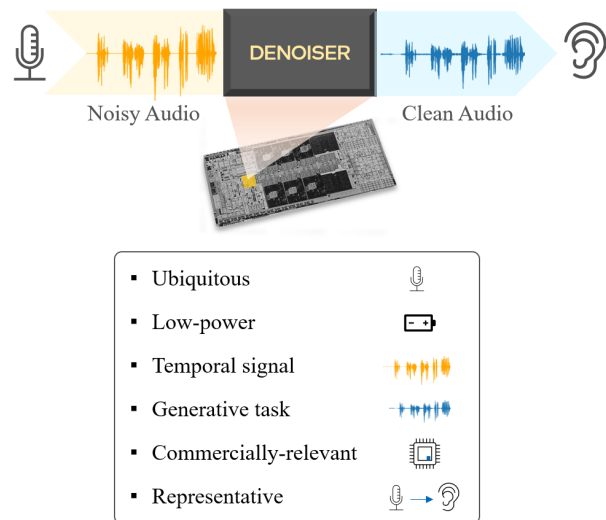 DENOISER
Noisy Audio
Clean Audio
▪ Ubiquitous
▪ Low-power
▪ Temporal signal
▪ Generative task
▪ Commercially-relevant
▪ Representative